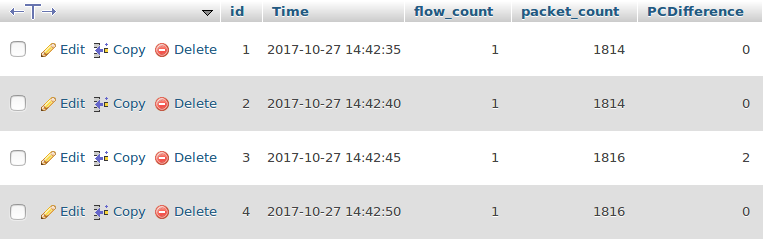 id Time flow_count packet_count PCDifference
Edit Copy Delete 1 2017-10-27 14:42:35 1 1814 0
Edit Copy Delete 2 2017-10-27 14:42:40 1 1814 0
Edit Copy Delete 3 2017-10-27 14:42:45 1 1816 2
Edit Copy Delete 4 2017-10-27 14:42:50 1 1816 0